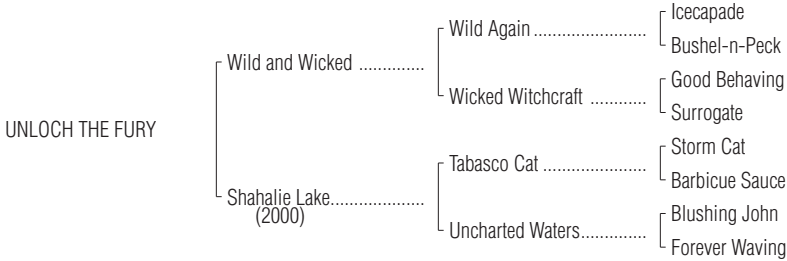 Icecapade
Wild Again .......................
Bushel-n-Peck
Wild and Wicked ..............
Good Behaving
Wicked Witchcraft ............
Surrogate
UNLOCH THE FURY
Storm Cat
Tabasco Cat .....................
Barbicue Sauce
Shahalie Lake....................
(2000)
Blushing John
Uncharted Waters..............
Forever Waving